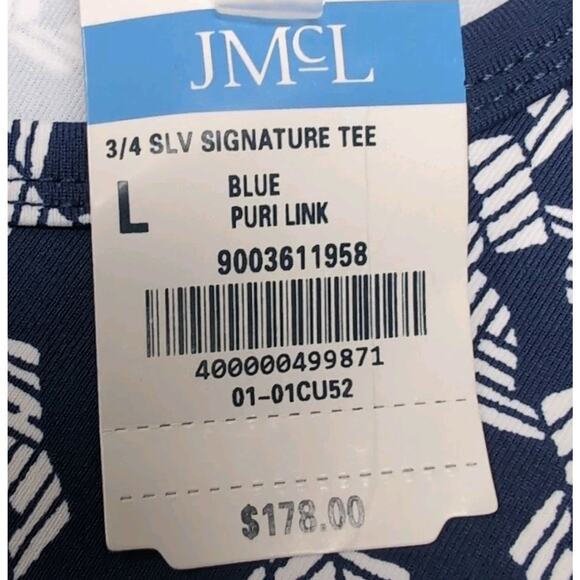 JMcL
3/4 SLV SIGNATURE TEE
L
BLUE
PURI LINK
9003611958
400000499871
01-01CU52
$178.00